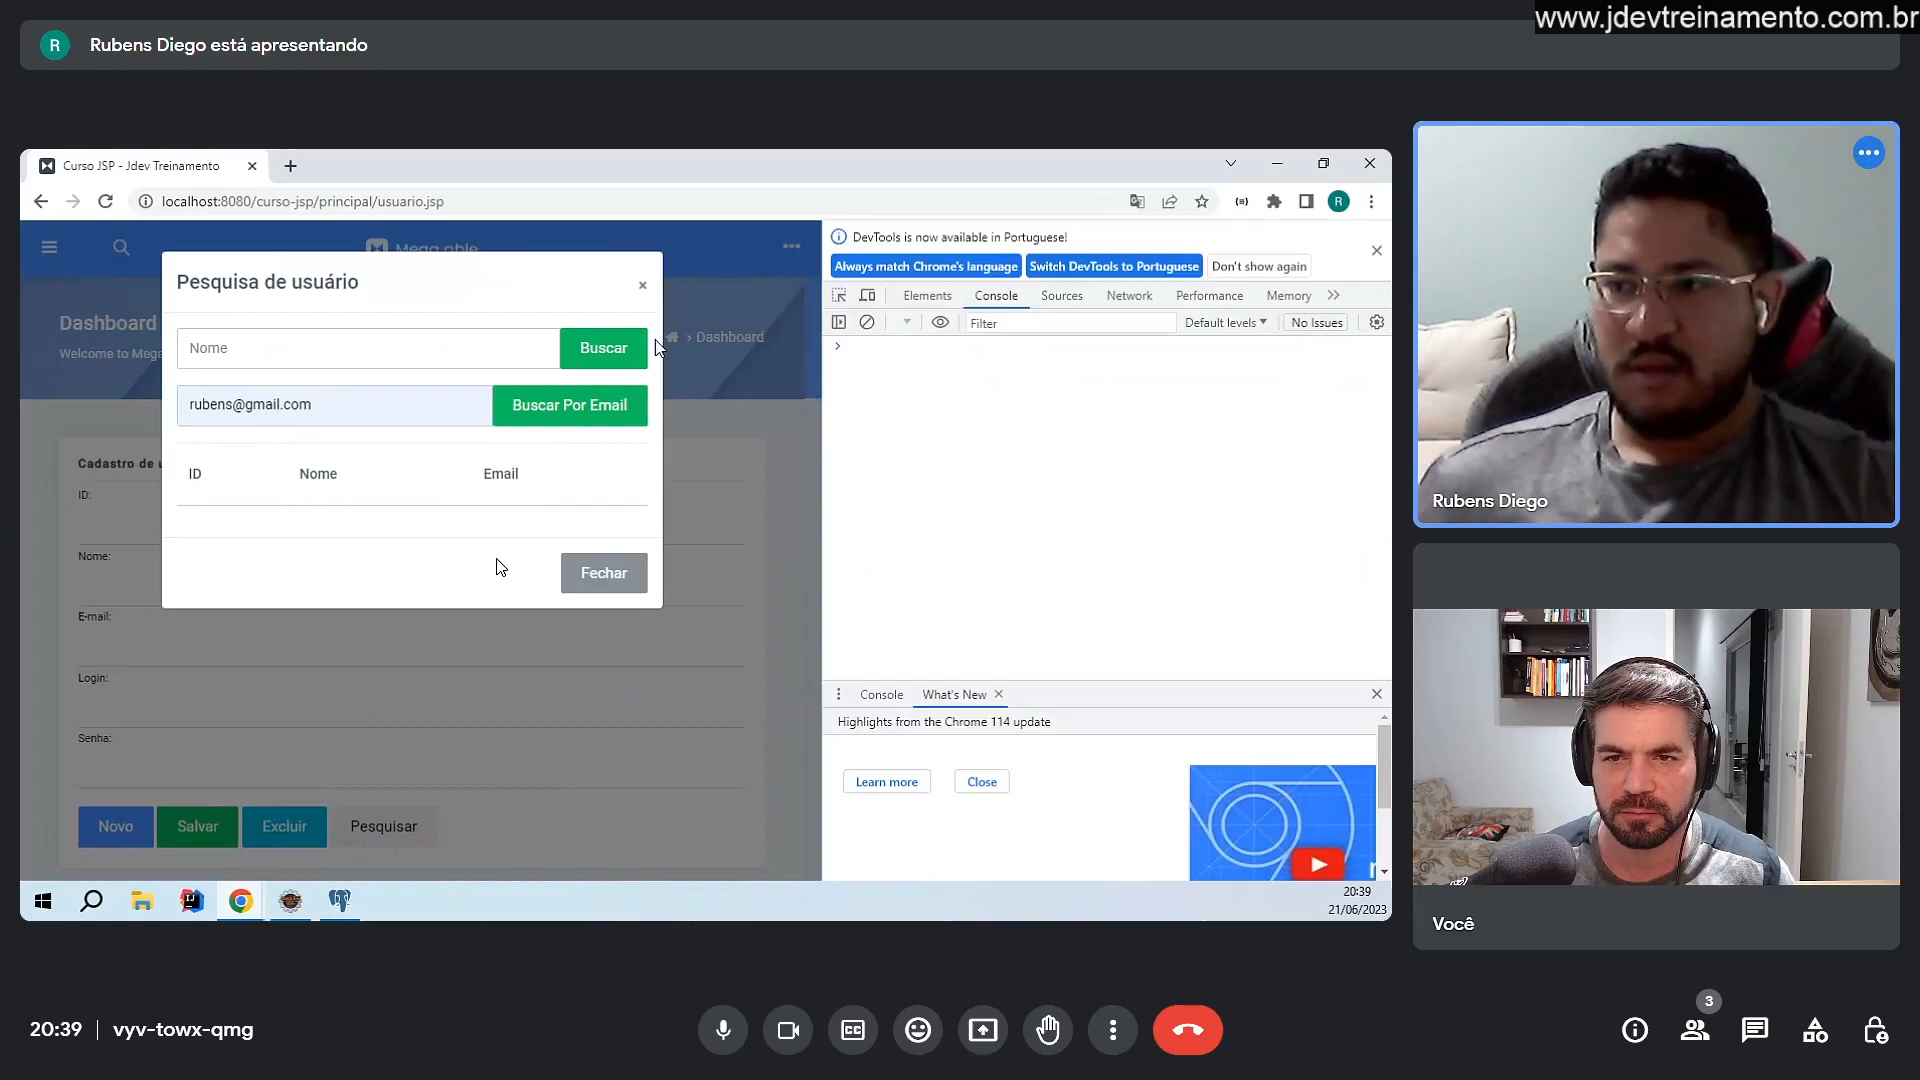 www.jdevtreinamento.com.br
R
Rubens Diego está apresentando
Curso JSP - Jdev Treinamento
localhost:8080/curso-jsp/principal/usuario.jsp
R
Mega able
Pesquisa de usuário
×
Nome
Buscar
rubens@gmail.com
Buscar Por Email
ID Nome Email
Fechar
Dashboard
Welcome to Mega
> Dashboard
Cadastro de u
ID:
Nome:
E-mail:
Login:
Senha:
Novo
Salvar
Excluir
Pesquisar
DevTools is now available in Portuguese!
Always match Chrome's language
Switch DevTools to Portuguese
Don't show again
Elements
Console
Sources
Network
Performance
Memory
Filter
Default levels
No Issues
Console
What's New
Highlights from the Chrome 114 update
Learn more
Close
20:39
21/06/2023
Rubens Diego
Você
20:39 | vyv-towx-qmg
3